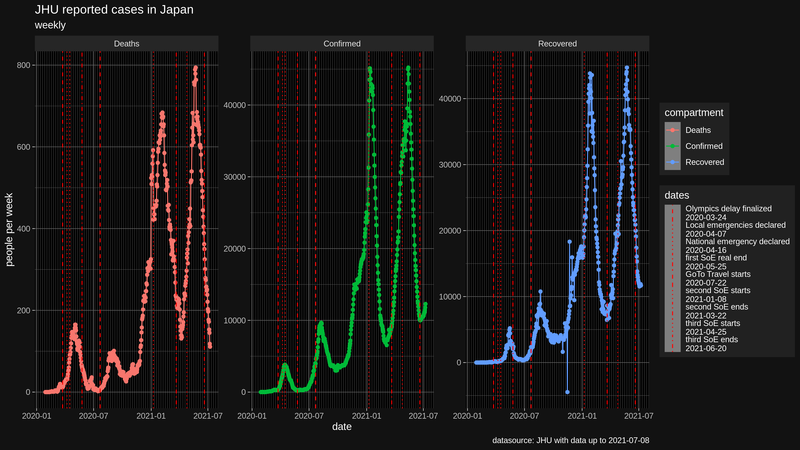 JHU reported cases in Japan
weekly
Deaths
Confirmed
Recovered
800
600
400
200
0
40000
30000
20000
10000
0
40000
30000
20000
10000
0
2020-01
2020-07
2021-01
2021-07
2020-01
2020-07
2021-01
2021-07
2020-01
2020-07
2021-01
2021-07
people per week
date
compartment
Deaths
Confirmed
Recovered
dates
Olympics delay finalized
2020-03-24
Local emergencies declared
2020-04-07
National emergency declared
2020-04-16
first SoE real end
2020-05-25
GoTo Travel starts
2020-07-22
second SoE starts
2021-01-08
second SoE ends
2021-03-22
third SoE starts
2021-04-25
third SoE ends
2021-06-20
datasource: JHU with data up to 2021-07-08